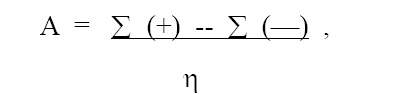 A = ∑ (+) -- ∑ (—) ,
η